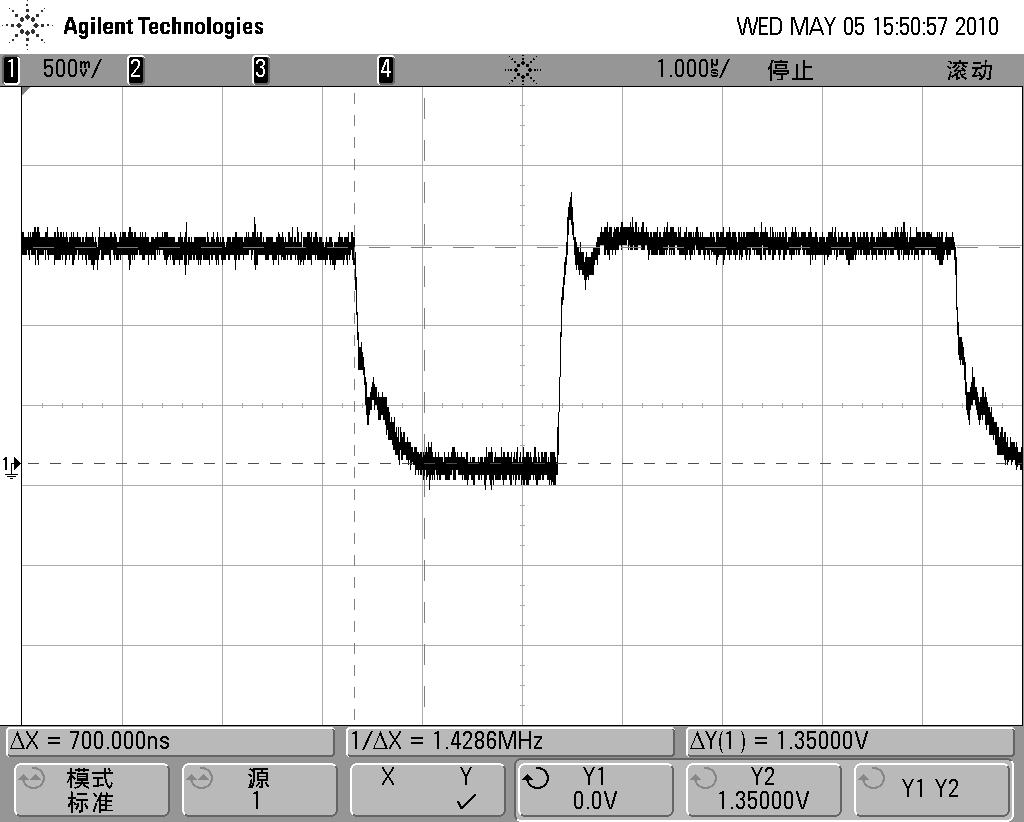 Agilent Technologies WED MAY 05 15:50:57 2010
1 500mV/ 2 3 4 1.000µs/ 停止 滚动
1
ΔX = 700.000ns 1/ΔX = 1.4286MHz ΔY(1) = 1.35000V
模式 源 X Y Y1 Y2 Y1 Y2
标准 1 ✓ 0.0V 1.35000V